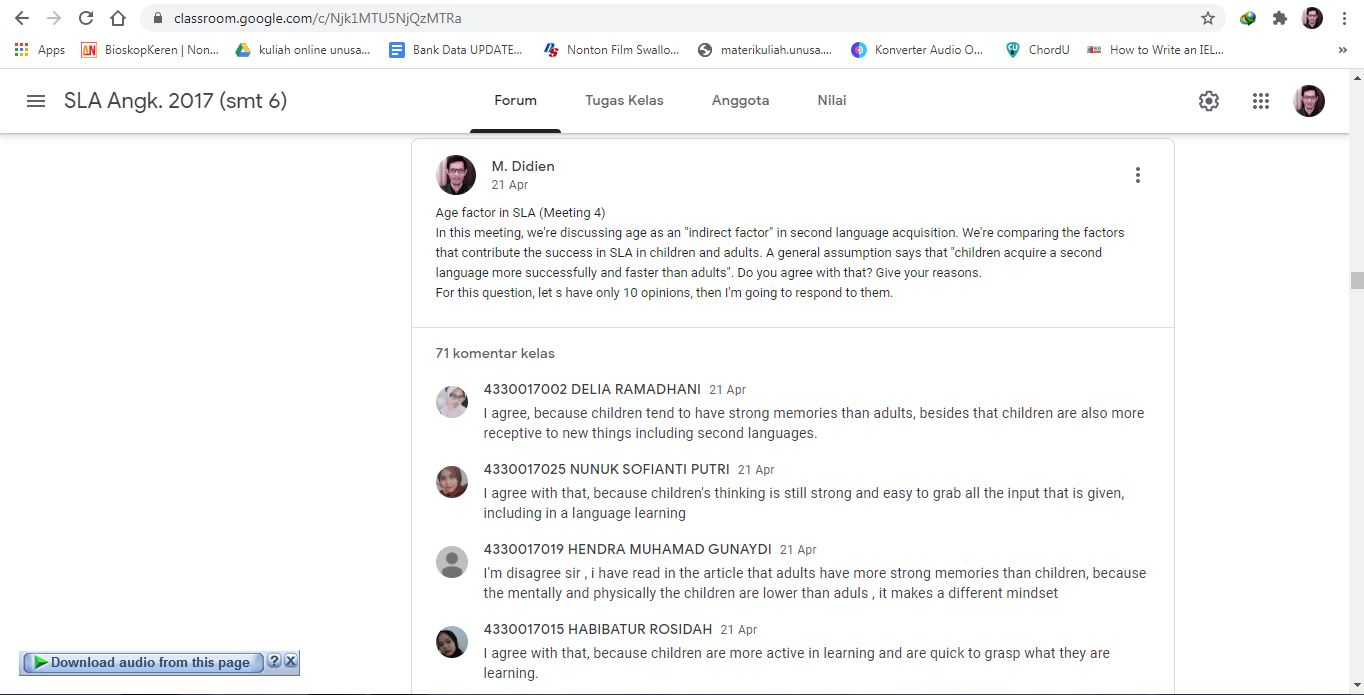 classroom.google.com/c/Njk1MTU5NjQzMTRa
Apps
BioskopKeren | Non...
kuliah online unusa...
Bank Data UPDATE...
Nonton Film Swallo...
materikuliah.unusa....
Konverter Audio O...
ChordU
How to Write an IEL...
»
SLA Angk. 2017 (smt 6)
Forum
Tugas Kelas
Anggota
Nilai
M. Didien
21 Apr
Age factor in SLA (Meeting 4)
In this meeting, we're discussing age as an "indirect factor" in second language acquisition. We're comparing the factors
that contribute the success in SLA in children and adults. A general assumption says that "children acquire a second
language more successfully and faster than adults". Do you agree with that? Give your reasons.
For this question, let s have only 10 opinions, then I'm going to respond to them.
71 komentar kelas
4330017002 DELIA RAMADHANI 21 Apr
I agree, because children tend to have strong memories than adults, besides that children are also more
receptive to new things including second languages.
4330017025 NUNUK SOFIANTI PUTRI 21 Apr
I agree with that, because children's thinking is still strong and easy to grab all the input that is given,
including in a language learning
4330017019 HENDRA MUHAMAD GUNAYDI 21 Apr
I'm disagree sir , i have read in the article that adults have more strong memories than children, because
the mentally and physically the children are lower than aduls , it makes a different mindset
4330017015 HABIBATUR ROSIDAH 21 Apr
I agree with that, because children are more active in learning and are quick to grasp what they are
learning.
Download audio from this page ? X